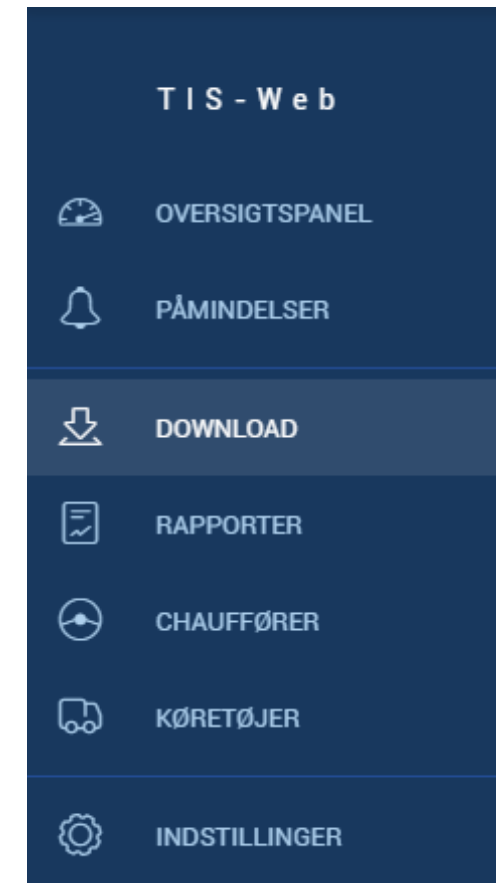 TIS-Web
OVERSIGTSPANEL
PÅMINDELSER
DOWNLOAD
RAPPORTER
CHAUFFØRER
KØRETØJER
INDSTILLINGER